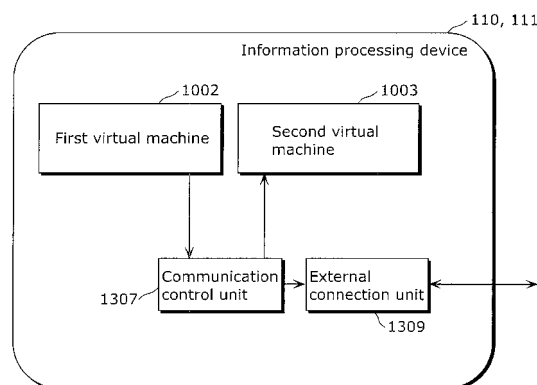 110, 111
Information processing device
1002
1003
First virtual machine
Second virtual
machine
Communication
control unit
External
connection unit
1307
1309